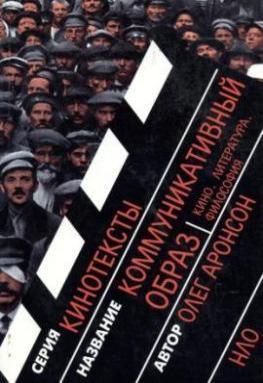 СЕРИЯ
КИНОТЕКСТЫ
НАЗВАНИЕ
КОММУНИКАТИВНЫЙ
ОБРАЗ
КИНО. ЛИТЕРАТУРА.
ФИЛОСОФИЯ
АВТОР
ОЛЕГ АРОНСОН
НЛО